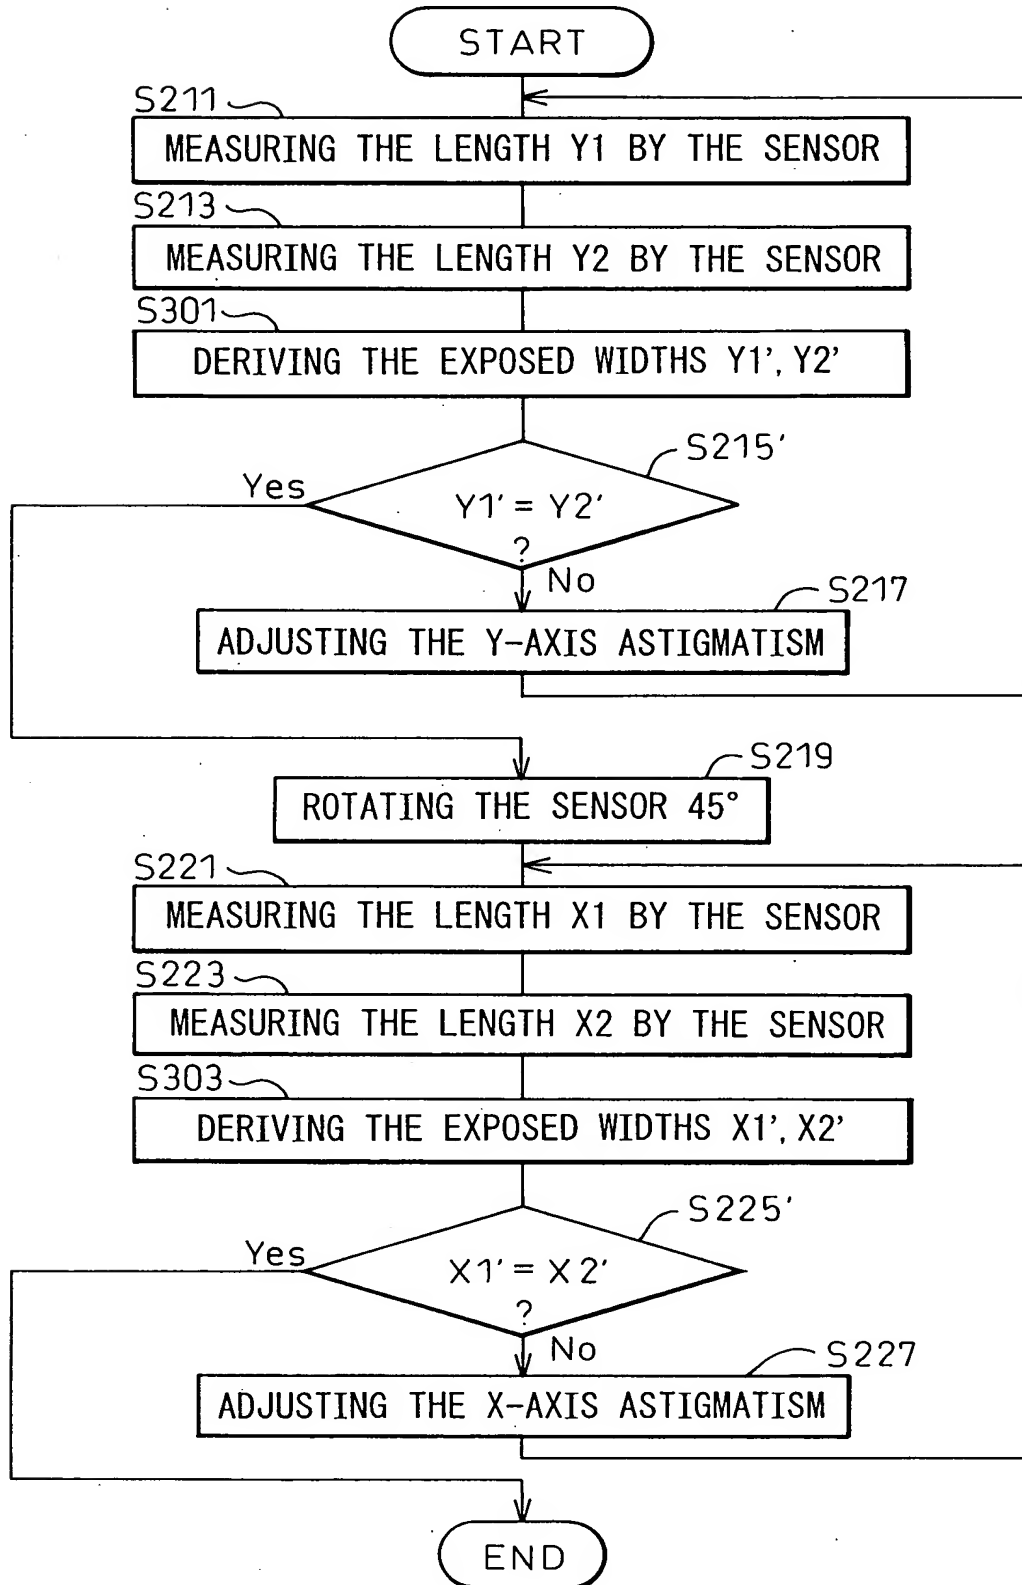 START
S211
MEASURING THE LENGTH Y1 BY THE SENSOR
S213
MEASURING THE LENGTH Y2 BY THE SENSOR
S301
DERIVING THE EXPOSED WIDTHS Y1', Y2'
S215'
Yes
Y1' = Y2'
?
No
S217
ADJUSTING THE Y-AXIS ASTIGMATISM
S219
ROTATING THE SENSOR 45°
S221
MEASURING THE LENGTH X1 BY THE SENSOR
S223
MEASURING THE LENGTH X2 BY THE SENSOR
S303
DERIVING THE EXPOSED WIDTHS X1', X2'
S225'
Yes
X1' = X2'
?
No
S227
ADJUSTING THE X-AXIS ASTIGMATISM
END